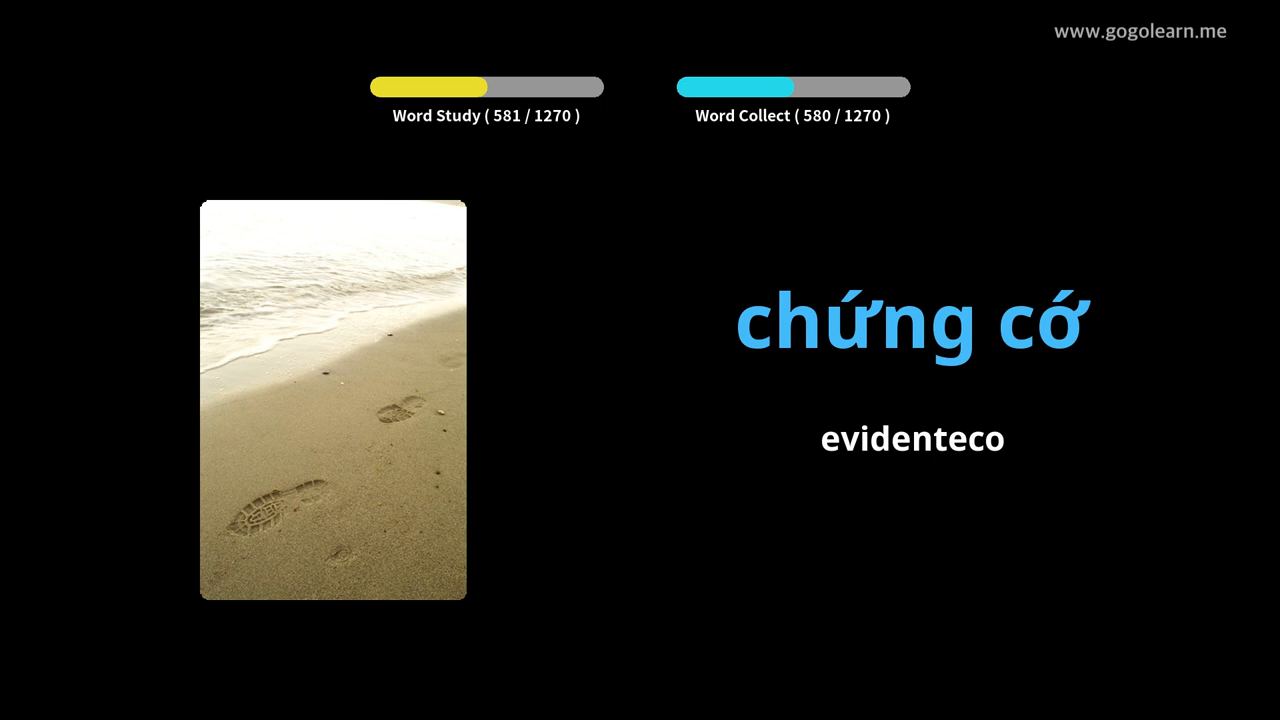 www.gogolearn.me
Word Study ( 581 / 1270 )
Word Collect ( 580 / 1270 )
chứng cớ
evidenteco